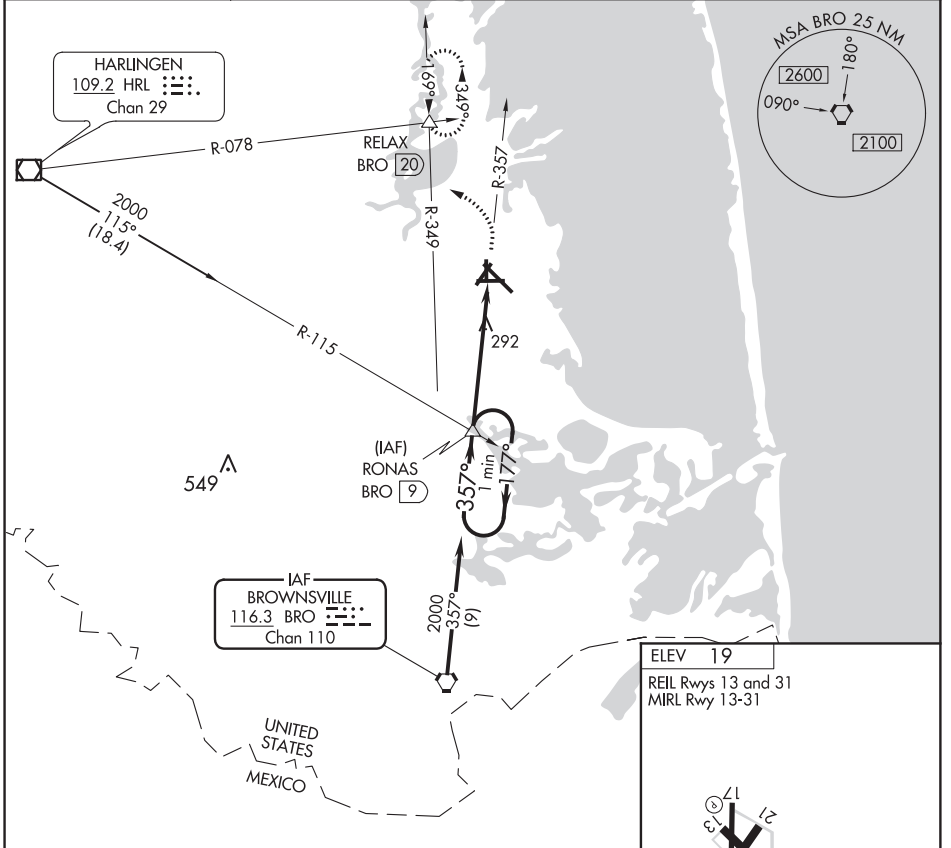 HARLINGEN
109.2 HRL
Chan 29
R-078
169°
349°
RELAX
BRO 20
R-357
R-349
MSA BRO 25 NM
2600
180°
090°
2100
2000
115°
(18.4)
R-115
292
(IAF)
RONAS
BRO 9
357°
1 min
177°
549
IAF
BROWNSVILLE
116.3 BRO
Chan 110
2000
357°
(9)
UNITED
STATES
MEXICO
ELEV 19
REIL Rwys 13 and 31
MIRL Rwy 13-31
P
13
17
21